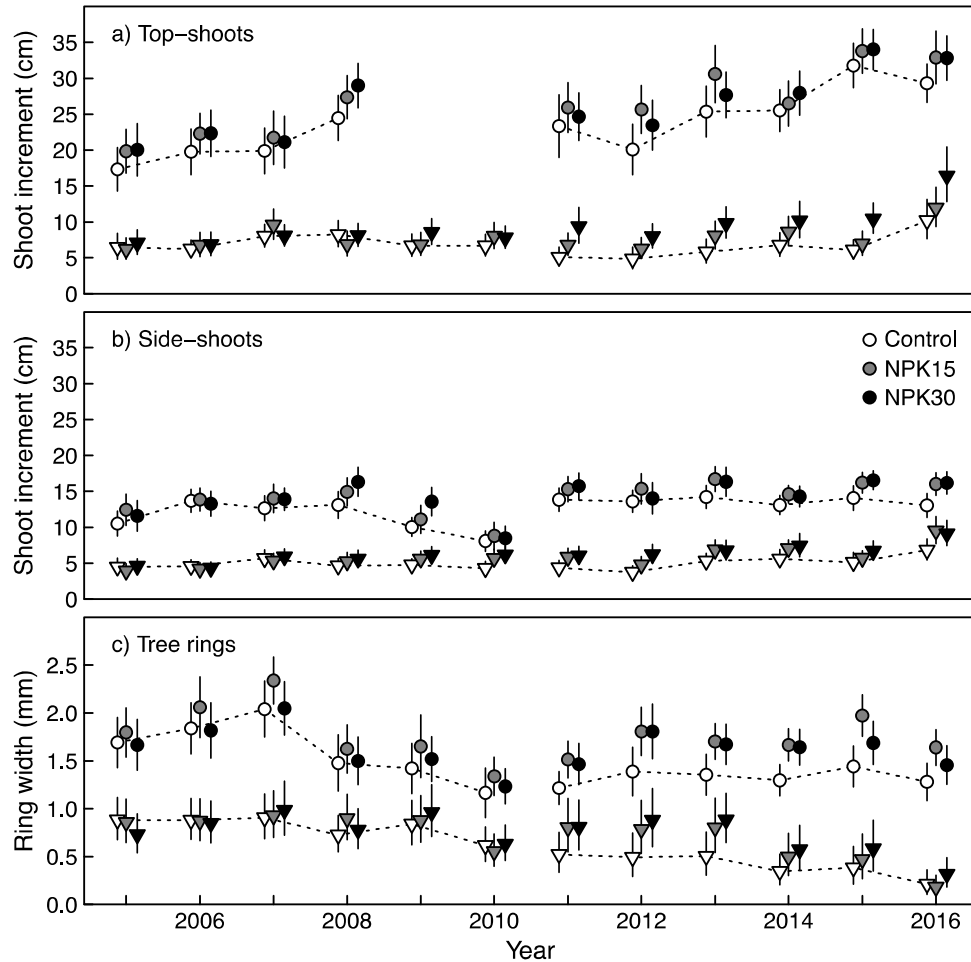 a) Top−shoots
Shoot increment (cm)
35
30
25
20
15
10
5
0
b) Side−shoots
Control
NPK15
NPK30
Shoot increment (cm)
35
30
25
20
15
10
5
0
c) Tree rings
Ring width (mm)
2.5
2.0
1.5
1.0
0.5
0.0
2006 2008 2010 2012 2014 2016
Year